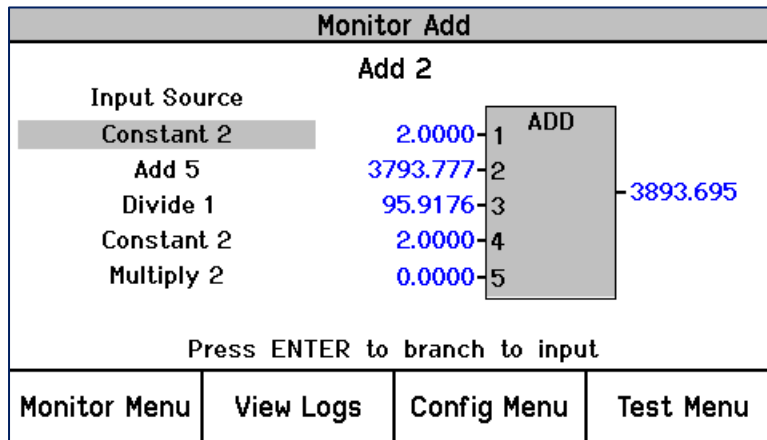 Monitor Add
Add 2
Input Source
Constant 2 2.0000 1 ADD
Add 5 3793.777 2
3893.695
Divide 1 95.9176 3
Constant 2 2.0000 4
Multiply 2 0.0000 5
Press ENTER to branch to input
Monitor Menu View Logs Config Menu Test Menu